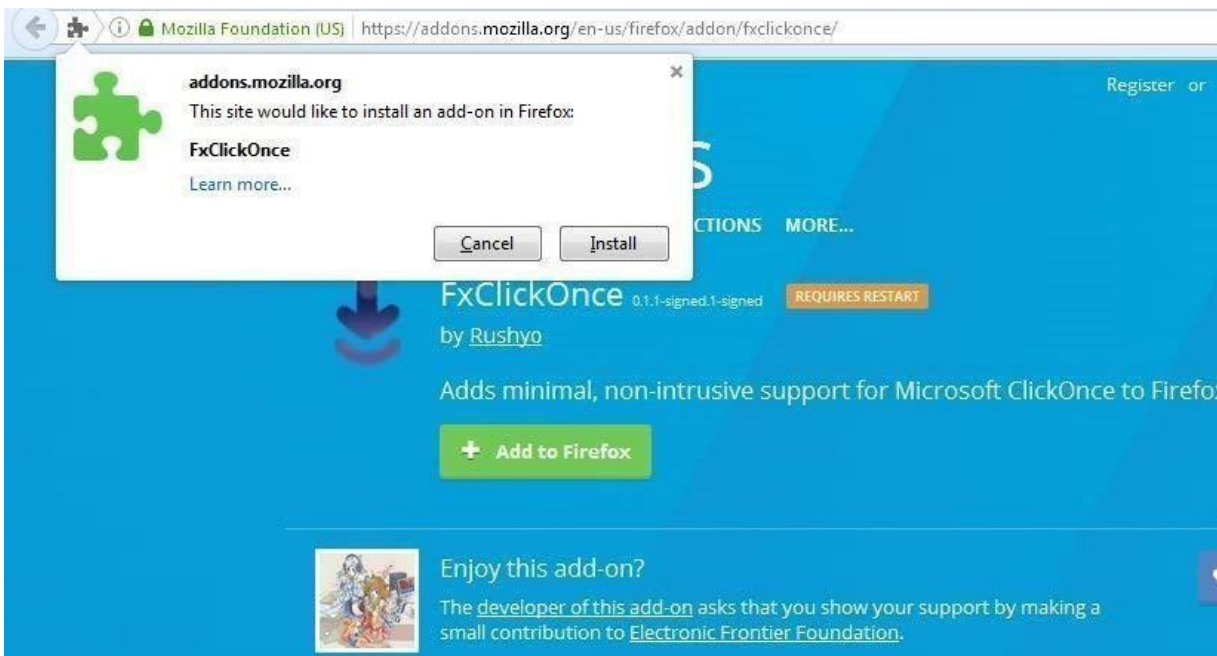 Mozilla Foundation (US) https://addons.mozilla.org/en-us/firefox/addon/fxclickonce/
addons.mozilla.org
This site would like to install an add-on in Firefox:
FxClickOnce
Learn more...
Cancel Install
Register or
S
CTIONS MORE...
FxClickOnce 0.1.1-signed.1-signed REQUIRES RESTART
by Rushyo
Adds minimal, non-intrusive support for Microsoft ClickOnce to Firefo
Add to Firefox
Enjoy this add-on?
The developer of this add-on asks that you show your support by making a
small contribution to Electronic Frontier Foundation.